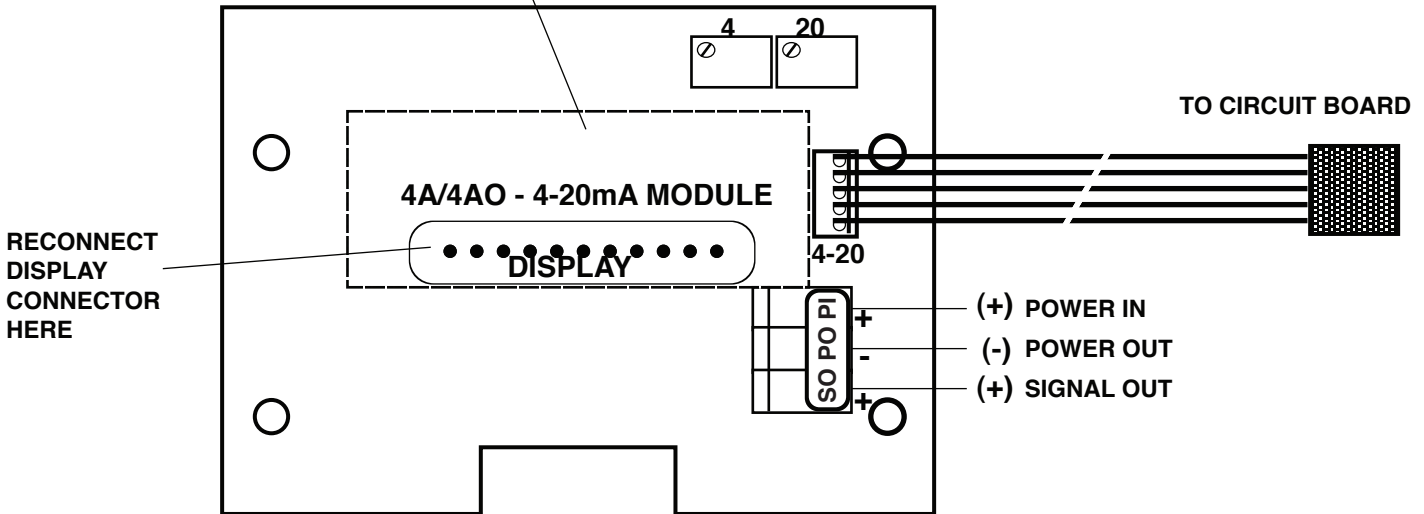 4 20
TO CIRCUIT BOARD
4A/4AO - 4-20mA MODULE
RECONNECT
DISPLAY
CONNECTOR
HERE
DISPLAY
4-20
SO PO PI
+
-
+
(+) POWER IN
(-) POWER OUT
(+) SIGNAL OUT